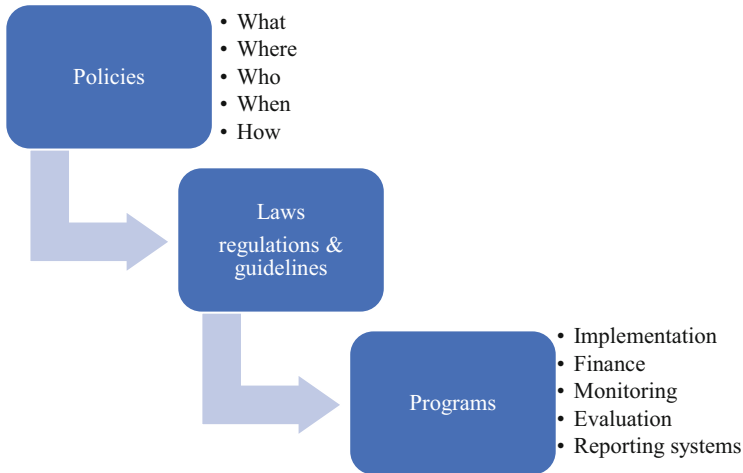 Policies
• What
• Where
• Who
• When
• How
Laws
regulations &
guidelines
Programs
• Implementation
• Finance
• Monitoring
• Evaluation
• Reporting systems